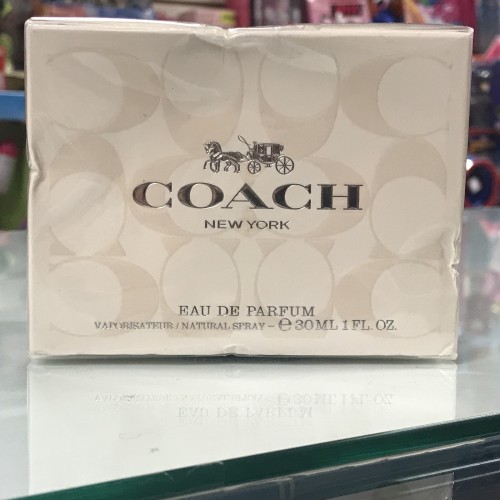 COACH
NEW YORK
EAU DE PARFUM
VAPORISATEUR / NATURAL SPRAY - ℮ 30 ML 1 FL. OZ.